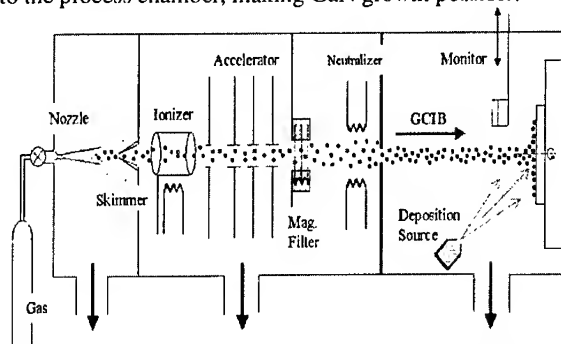 to the process chamber, making GaN growth possible.
Accelerator
Neutralizer
Monitor
Ionizer
Nozzle
GCIB
Skimmer
Mag.
Filter
Deposition
Source
Gas